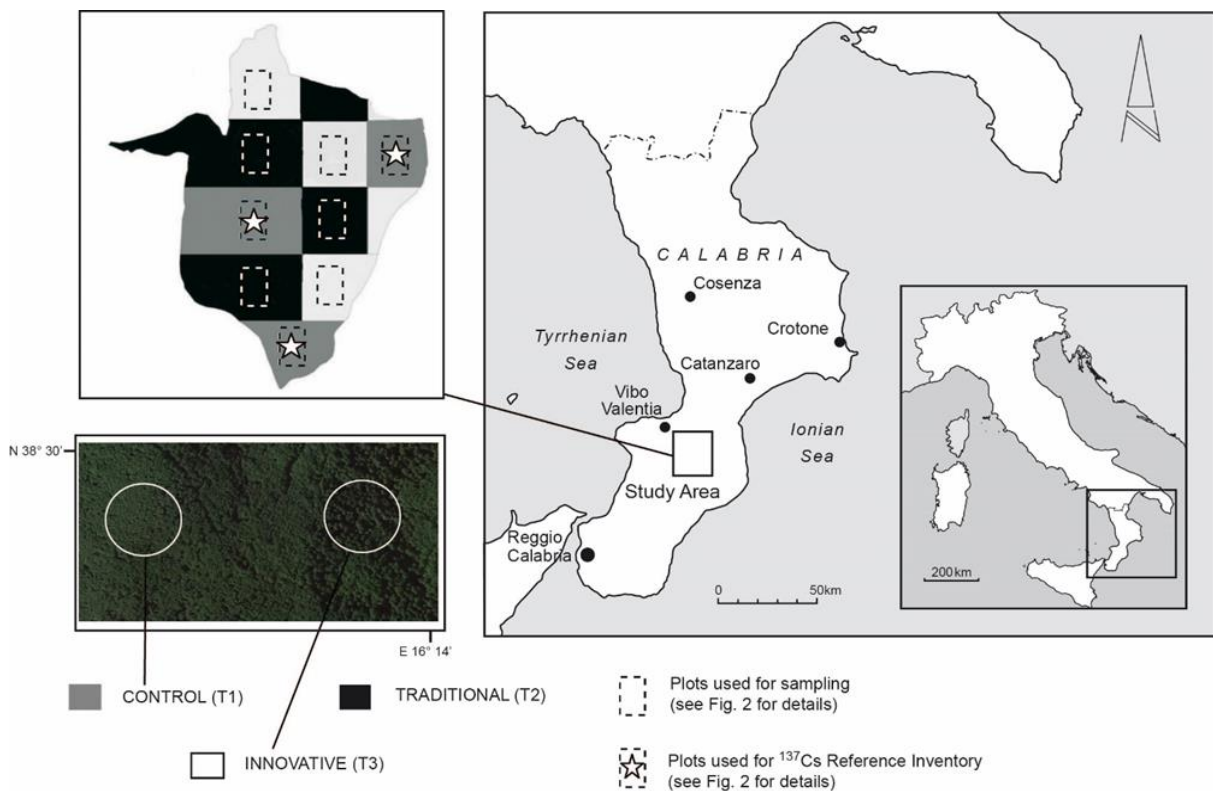 CALABRIA
Cosenza
Crotone
Tyrrhenian
Sea
Catanzaro
Vibo
Valentia
Ionian
Sea
Study Area
Reggio
Calabria
0 50km
200km
N 38° 30'
E 16° 14'
CONTROL (T1)
TRADITIONAL (T2)
INNOVATIVE (T3)
Plots used for sampling
(see Fig. 2 for details)
Plots used for ¹³⁷Cs Reference Inventory
(see Fig. 2 for details)